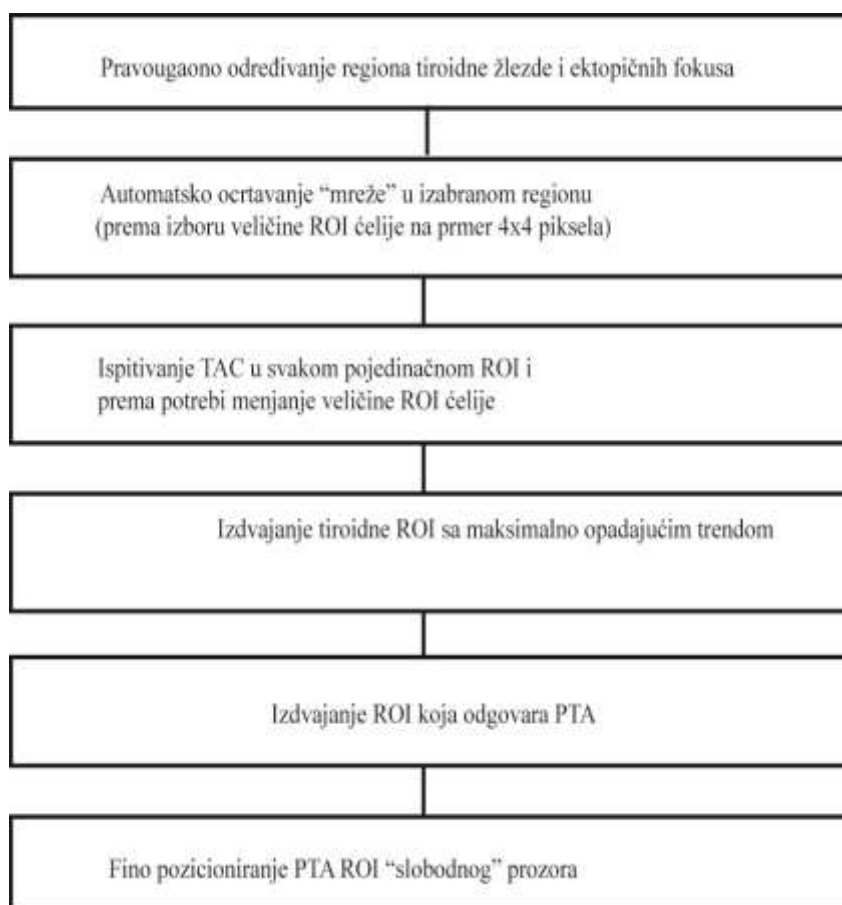 Pravougaono određivanje regiona tiroidne žlezde i ektopičnih fokusa
Automatsko ocrtavanje “mreže” u izabranom regionu
(prema izboru veličine ROI ćelije na prmer 4x4 piksela)
Ispitivanje TAC u svakom pojedinačnom ROI i
prema potrebi menjanje veličine ROI ćelije
Izdvajanje tiroidne ROI sa maksimalno opadajućim trendom
Izdvajanje ROI koja odgovara PTA
Fino pozicioniranje PTA ROI “slobodnog” prozora